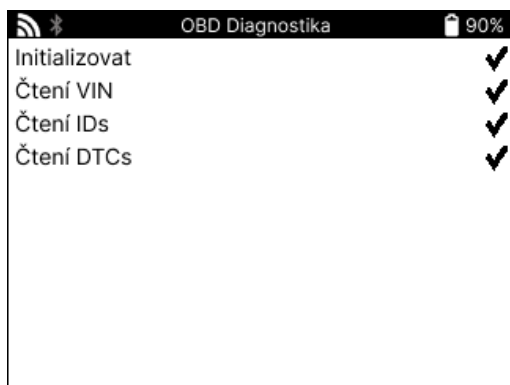 OBD Diagnostika 90%
Initializovat
Čtení VIN
Čtení IDs
Čtení DTCs